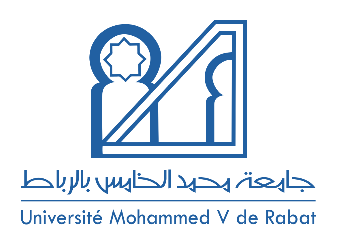 جامعة محمد الخامس بالرباط
Université Mohammed V de Rabat